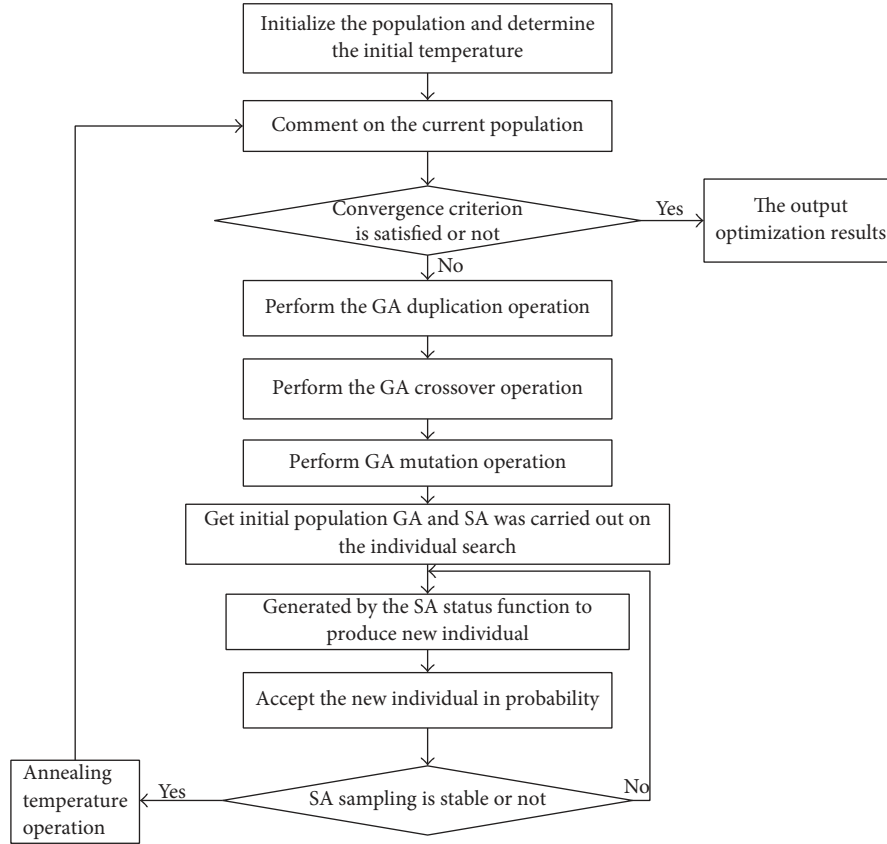 Initialize the population and determine
the initial temperature
Comment on the current population
Convergence criterion
is satisfied or not
Yes
The output
optimization results
No
Perform the GA duplication operation
Perform the GA crossover operation
Perform GA mutation operation
Get initial population GA and SA was carried out on
the individual search
Generated by the SA status function to
produce new individual
Accept the new individual in probability
SA sampling is stable or not
No
Yes
Annealing
temperature
operation